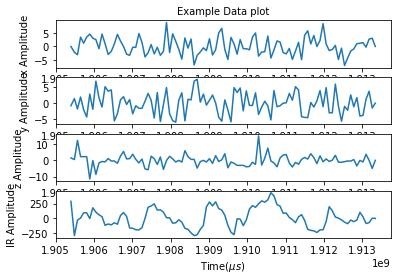 Example Data plot
x Amplitude
5
0
−5
1.905 1.906 1.907 1.908 1.909 1.910 1.911 1.912 1.913
y Amplitude
5
0
−5
z Amplitude
10
0
−10
IR Amplitude
250
0
−250
1.905 1.906 1.907 1.908 1.909 1.910 1.911 1.912 1.913
1e9
Time(μs)